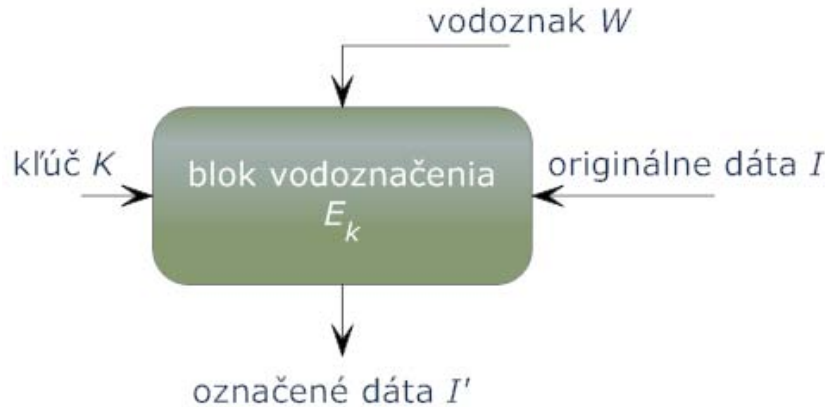 vodoznak W
kľúč K
blok vodoznačenia
E_k
originálne dáta I
označené dáta I'